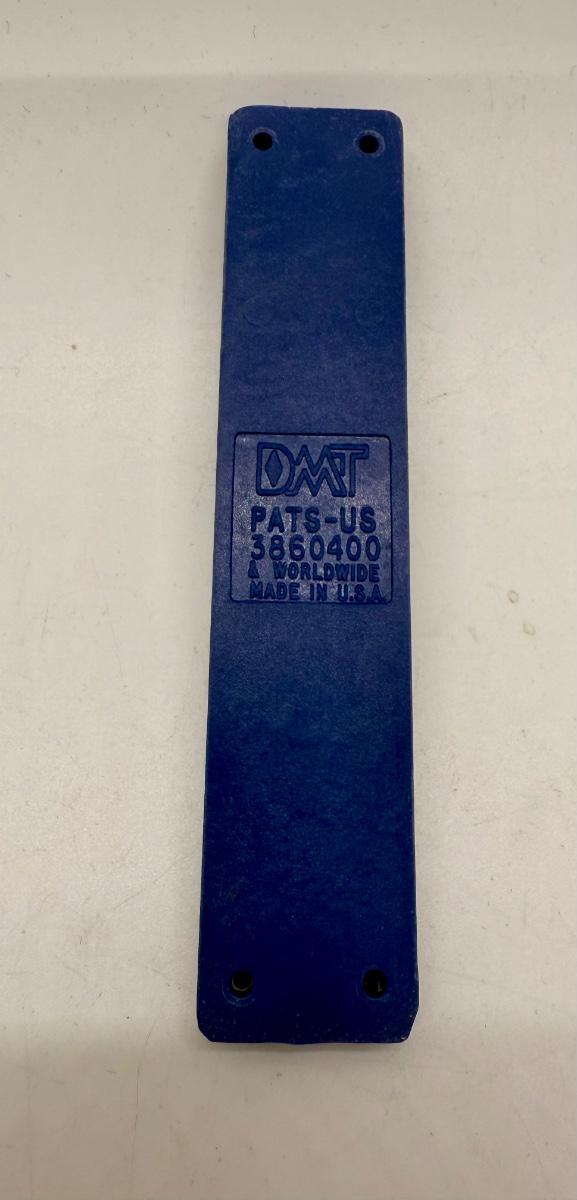 DMT
PATS-US
3860400
& WORLDWIDE
MADE IN U.S.A.